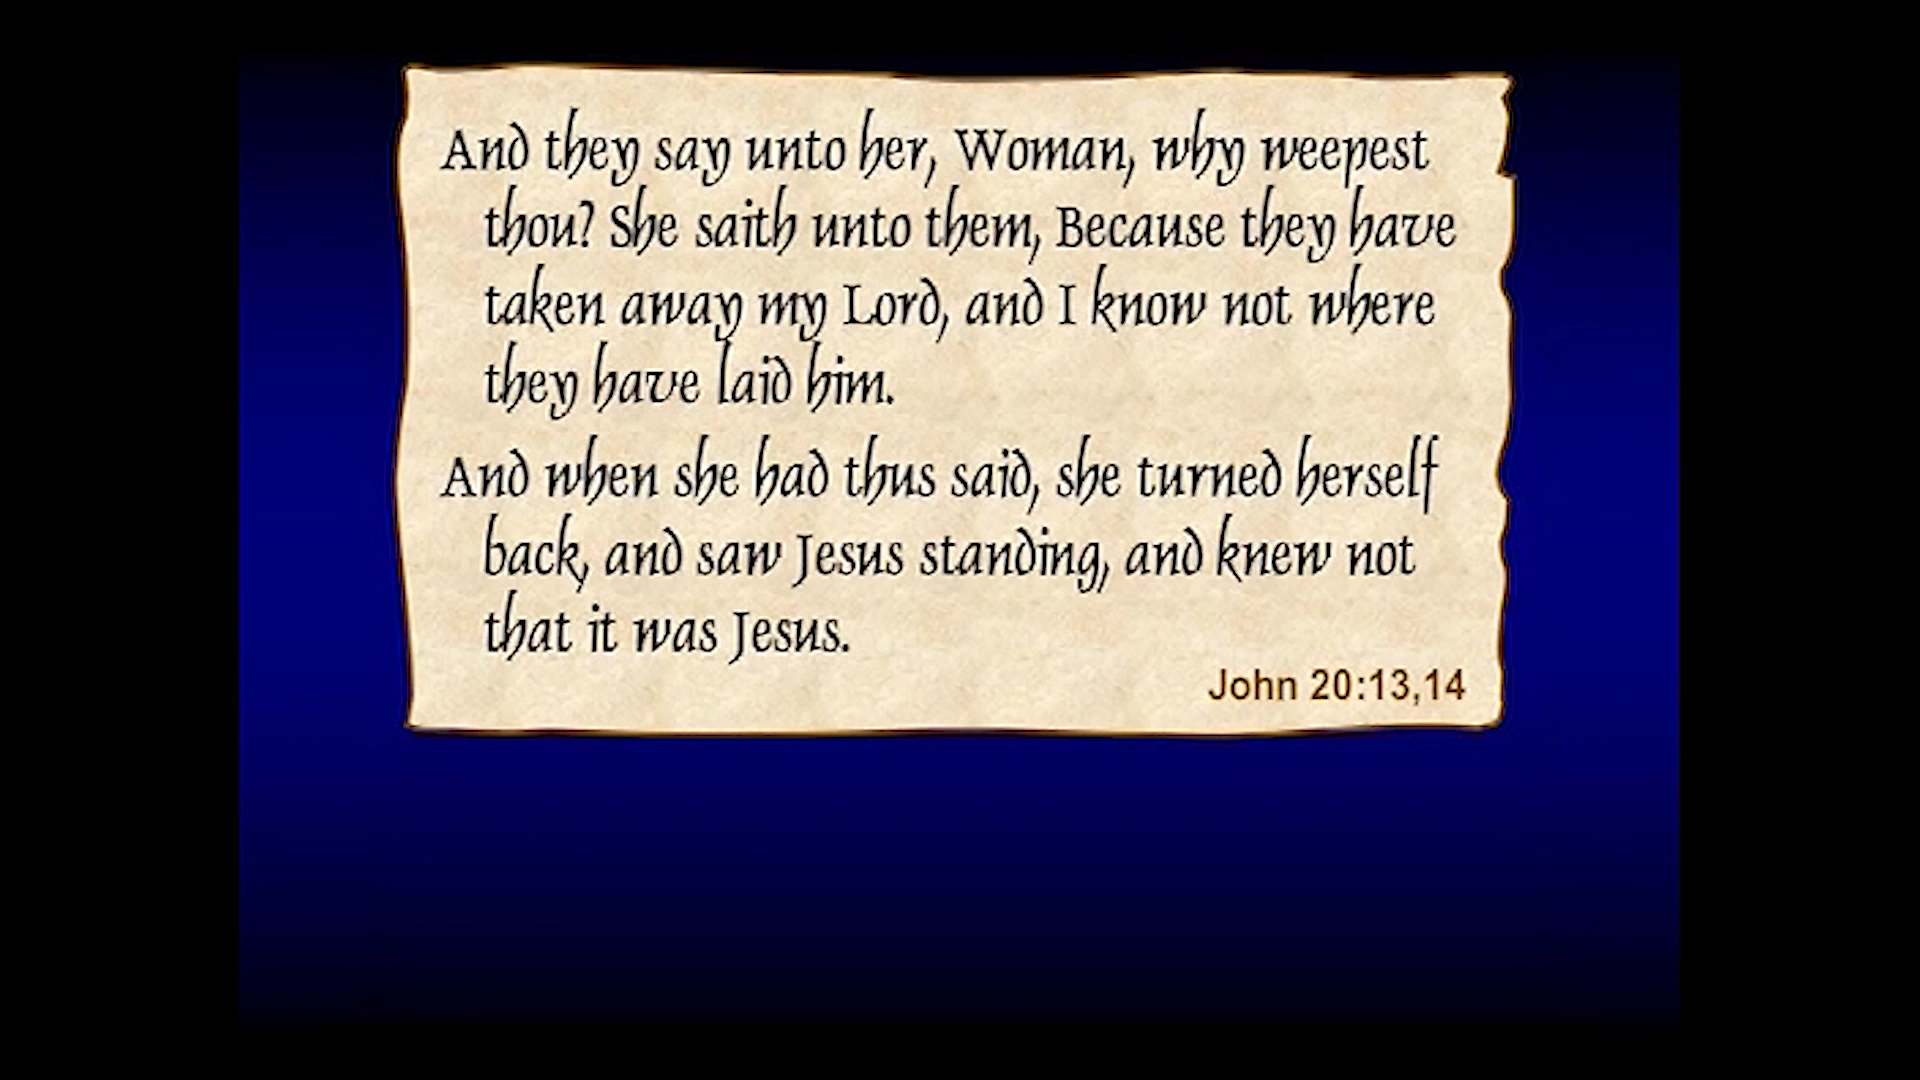 And they say unto her, Woman, why weepest
thou? She saith unto them, Because they have
taken away my Lord, and I know not where
they have laid him.
And when she had thus said, she turned herself
back, and saw Jesus standing, and knew not
that it was Jesus.
John 20:13,14